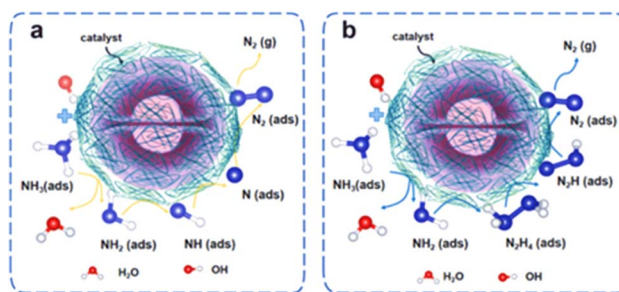 a
catalyst
N₂ (g)
N₂ (ads)
N (ads)
NH₃(ads)
NH₂ (ads)
NH (ads)
H₂O
OH
b
catalyst
N₂ (g)
N₂ (ads)
N₂H (ads)
NH₃(ads)
NH₂ (ads)
N₂H₄ (ads)
H₂O
OH